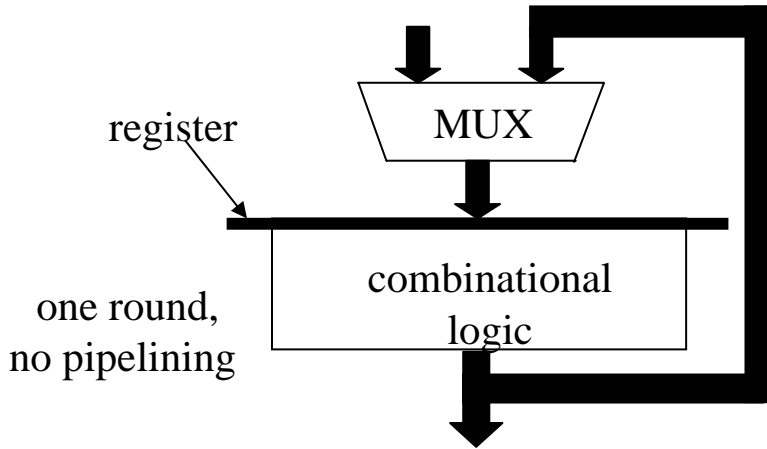 MUX
register
combinational
logic
one round,
no pipelining